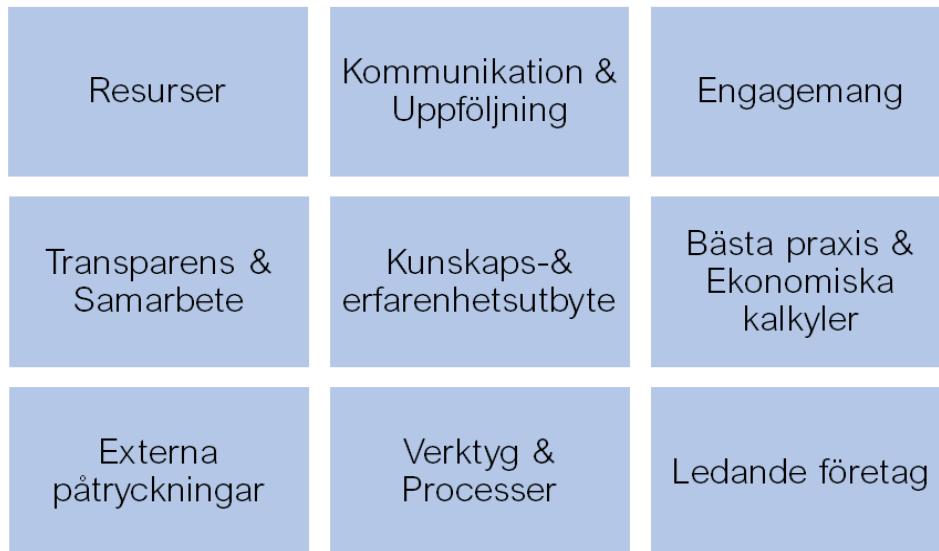 Resurser
Kommunikation &
Uppföljning
Engagemang
Transparens &
Samarbete
Kunskaps-&
erfarenhetsutbyte
Bästa praxis &
Ekonomiska
kalkyler
Externa
påtryckningar
Verktyg &
Processer
Ledande företag